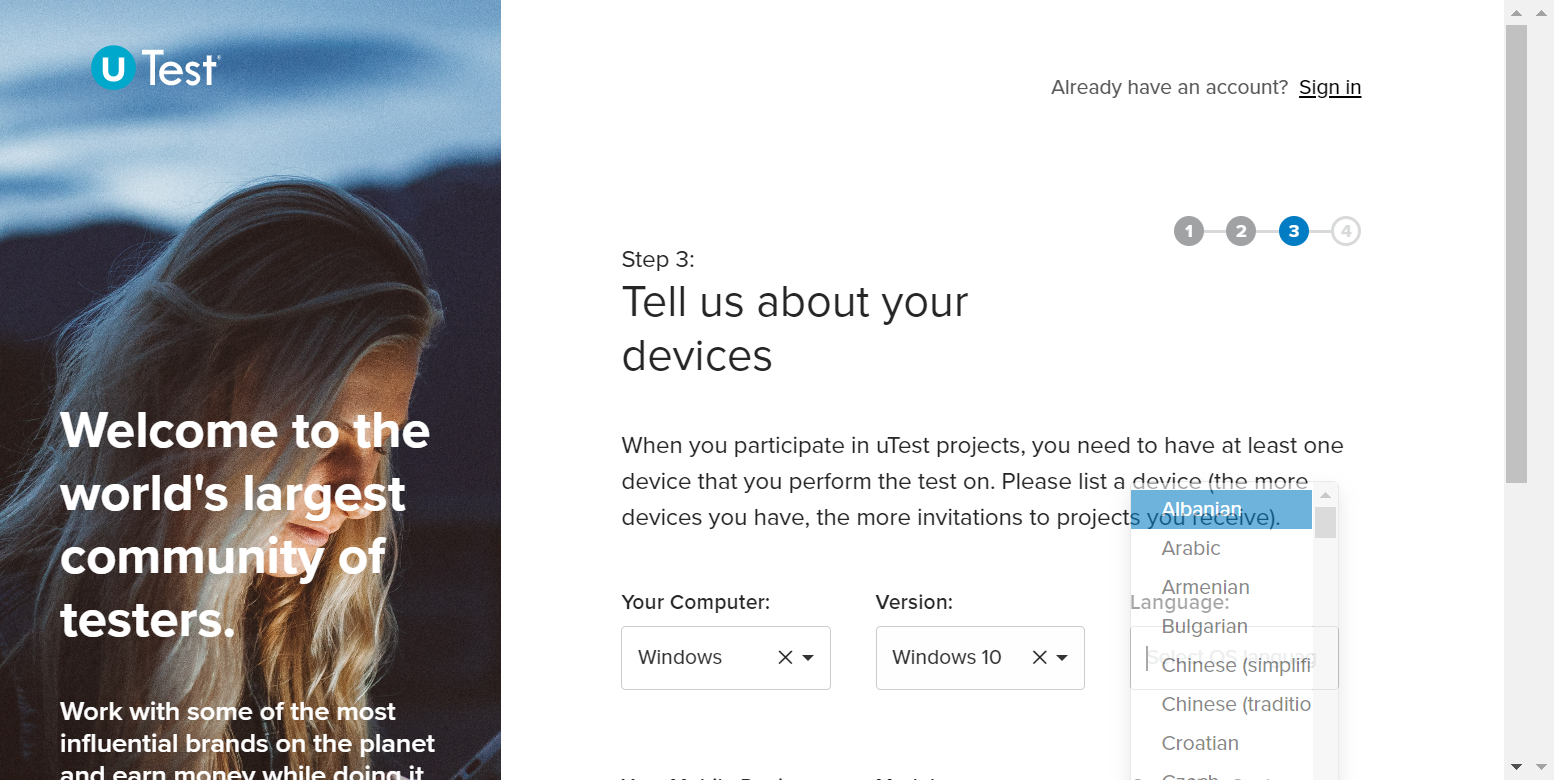 uTest
Already have an account? Sign in
1 2 3 4
Step 3:
Tell us about your
devices
Welcome to the
world's largest
community of
testers.
Work with some of the most
influential brands on the planet
and earn money while doing it
When you participate in uTest projects, you need to have at least one
device that you perform the test on. Please list a device (the more
devices you have, the more invitations to projects you receive).
Your Computer:
Windows
Version:
Windows 10
Language:
Select OS languag
Albanian
Arabic
Armenian
Bulgarian
Chinese (simplifi
Chinese (traditio
Croatian
Czech